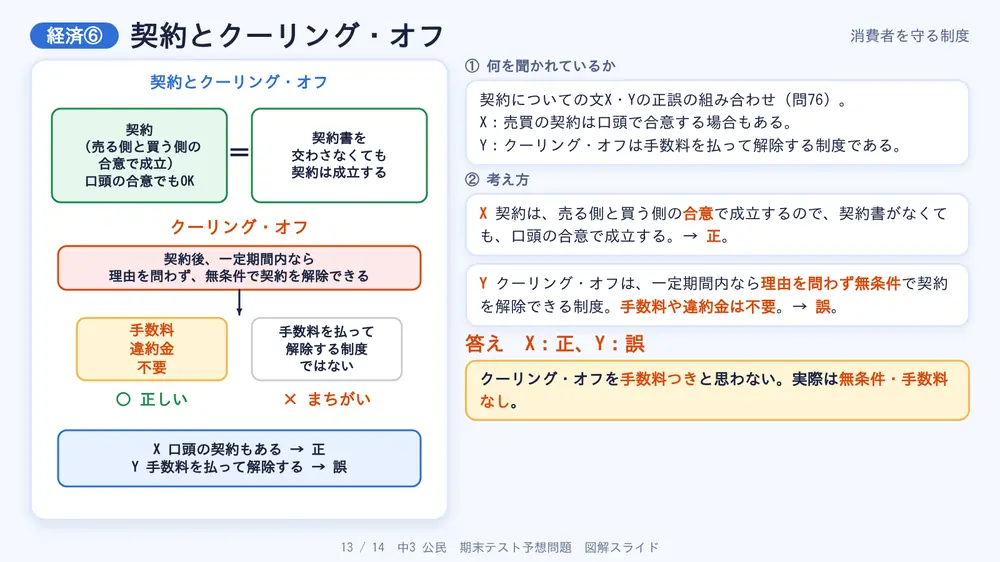 経済⑥ 契約とクーリング・オフ
消費者を守る制度
契約とクーリング・オフ
契約
（売る側と買う側の
合意で成立）
口頭の合意でもOK
＝
契約書を
交わさなくても
契約は成立する
クーリング・オフ
契約後、一定期間内なら
理由を問わず、無条件で契約を解除できる
手数料
違約金
不要
手数料を払って
解除する制度
ではない
○ 正しい
× まちがい
X 口頭の契約もある → 正
Y 手数料を払って解除する → 誤
① 何を聞かれているか
契約についての文X・Yの正誤の組み合わせ（問76）。
X：売買の契約は口頭で合意する場合もある。
Y：クーリング・オフは手数料を払って解除する制度である。
② 考え方
X 契約は、売る側と買う側の合意で成立するので、契約書がなくて
も、口頭の合意で成立する。→ 正。
Y クーリング・オフは、一定期間内なら理由を問わず無条件で契約
を解除できる制度。手数料や違約金は不要。→ 誤。
答え　X：正、Y：誤
クーリング・オフを手数料つきと思わない。実際は無条件・手数料
なし。
13 / 14　中3 公民　期末テスト予想問題　図解スライド